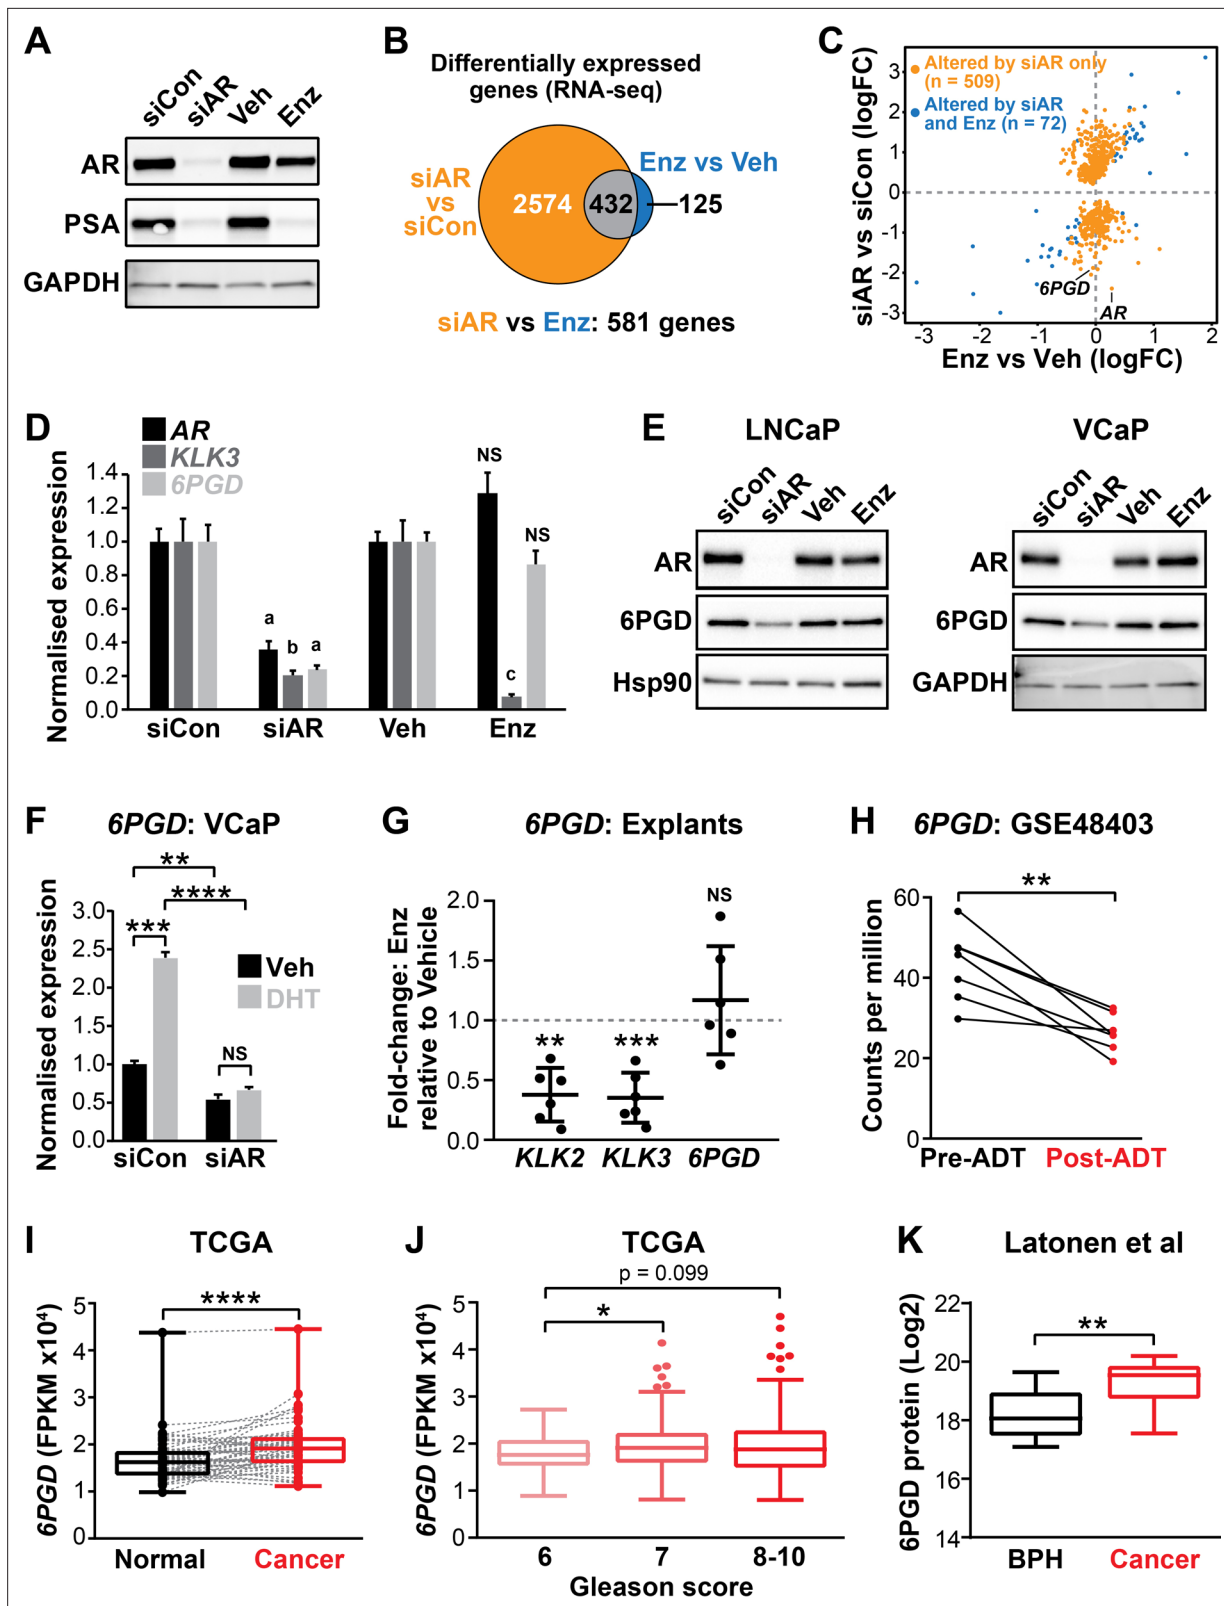 A
siCon
siAR
Veh
Enz
AR
PSA
GAPDH
B
Differentially expressed
genes (RNA-seq)
siAR
vs
siCon
2574
432
Enz vs Veh
125
siAR vs Enz: 581 genes
C
siAR vs siCon (logFC)
Altered by siAR only
(n = 509)
Altered by siAR
and Enz (n = 72)
3
2
1
0
-1
-2
-3
6PGD
AR
-3
-2
-1
0
1
2
Enz vs Veh (logFC)
D
AR
KLK3
6PGD
Normalised expression
1.4
1.2
1.0
0.8
0.6
0.4
0.2
0.0
a
b
a
NS
c
NS
siCon
siAR
Veh
Enz
E
LNCaP
siCon
siAR
Veh
Enz
AR
6PGD
Hsp90
VCaP
siCon
siAR
Veh
Enz
AR
6PGD
GAPDH
F
6PGD: VCaP
**
****
***
NS
Veh
DHT
Normalised expression
3.0
2.5
2.0
1.5
1.0
0.5
0.0
siCon
siAR
G
6PGD: Explants
Fold-change: Enz
relative to Vehicle
2.0
1.5
1.0
0.5
0.0
**
***
NS
KLK2
KLK3
6PGD
H
6PGD: GSE48403
**
Counts per million
60
40
20
0
Pre-ADT
Post-ADT
I
TCGA
****
6PGD (FPKM x10⁴)
5
4
3
2
1
0
Normal
Cancer
J
TCGA
p = 0.099
*
6PGD (FPKM x10⁴)
5
4
3
2
1
0
6
7
8-10
Gleason score
K
Latonen et al
**
6PGD protein (Log2)
22
20
18
16
14
BPH
Cancer